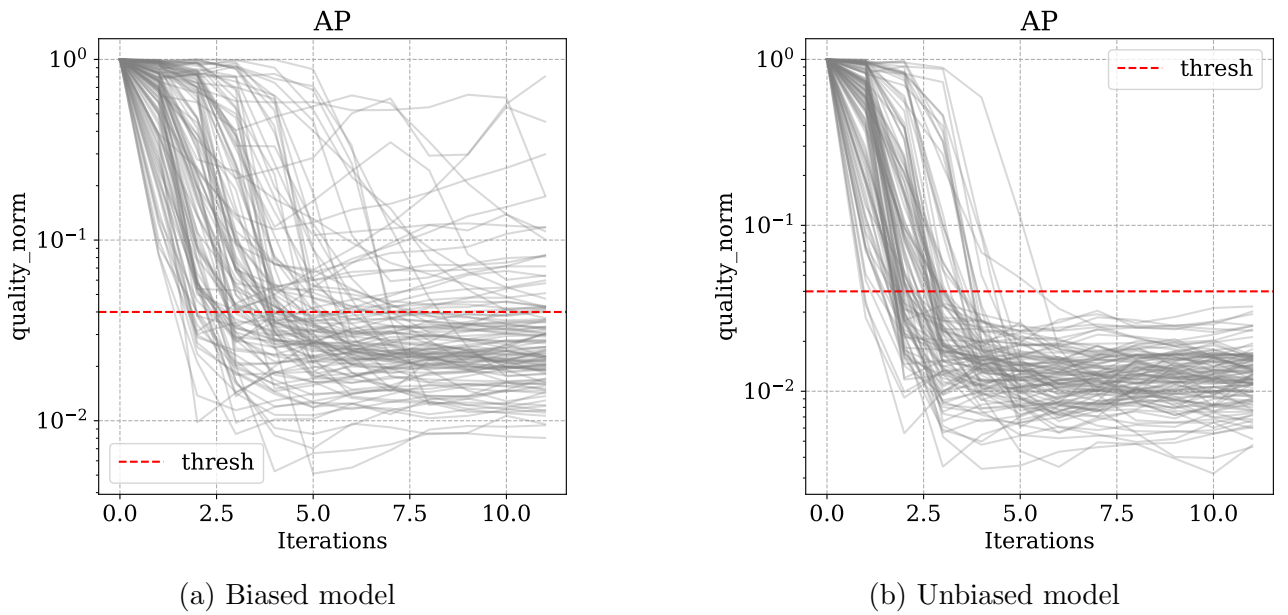 AP
quality_norm
10^0
10^-1
10^-2
thresh
0.0 2.5 5.0 7.5 10.0
Iterations
(a) Biased model
AP
quality_norm
10^0
10^-1
10^-2
thresh
0.0 2.5 5.0 7.5 10.0
Iterations
(b) Unbiased model